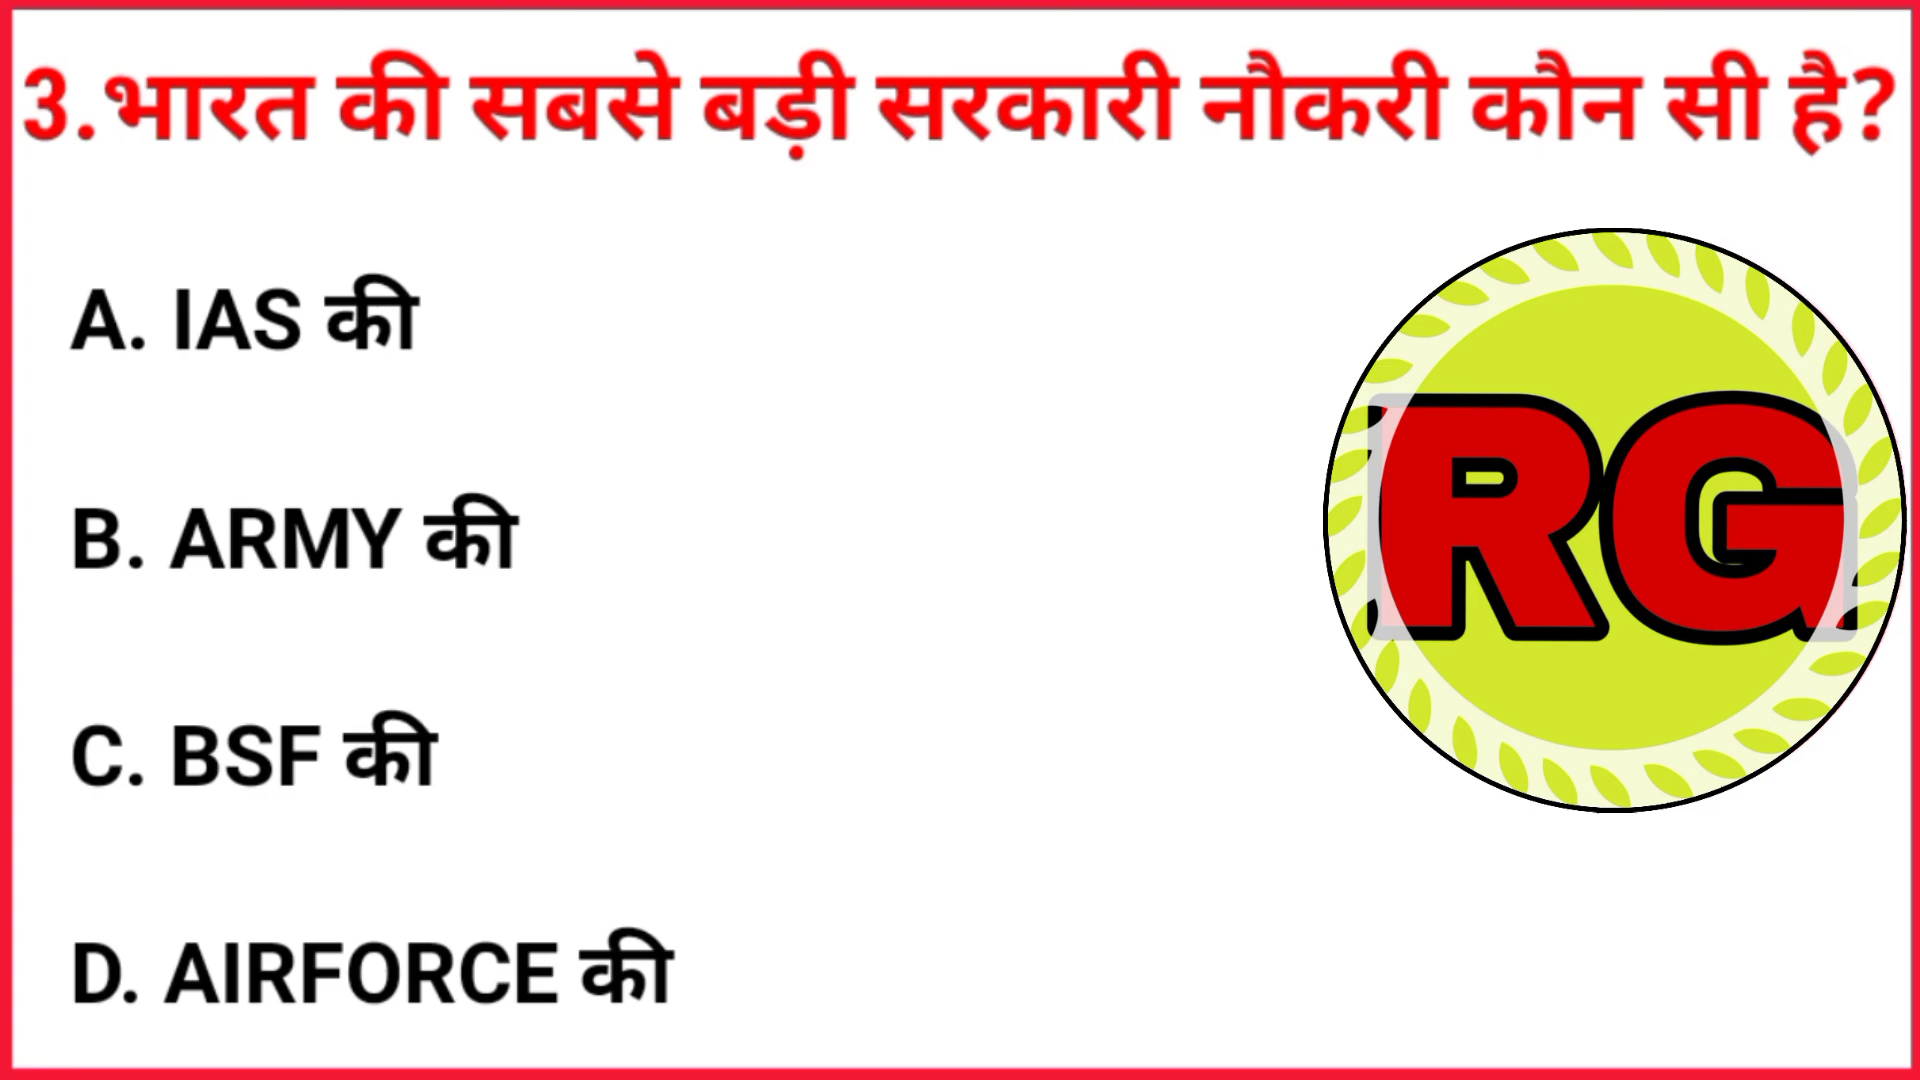 3.भारत की सबसे बड़ी सरकारी नौकरी कौन सी है?
A. IAS की
B. ARMY की
RG
C. BSF की
D. AIRFORCE की